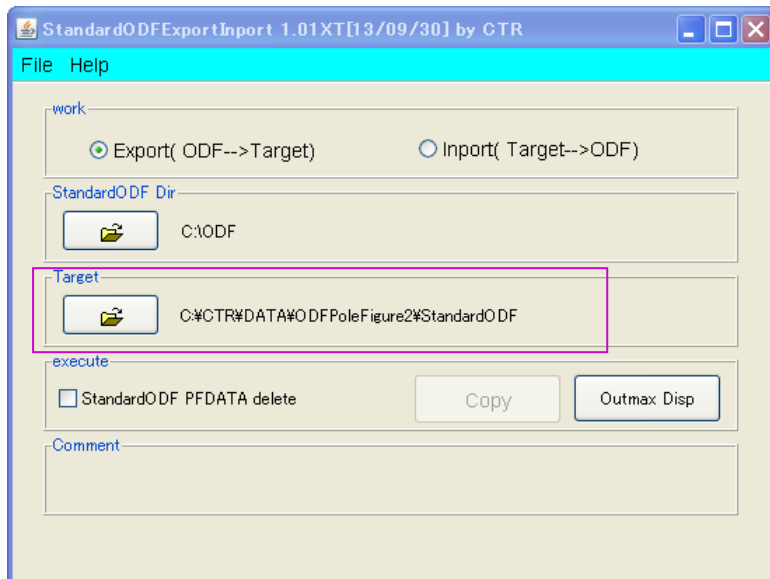 StandardODFExportInport 1.01XT[13/09/30] by CTR
File Help
work
Export( ODF-->Target) Inport( Target-->ODF)
StandardODF Dir
C:\ODF
Target
C:¥CTR¥DATA¥ODFPoleFigure2¥StandardODF
execute
StandardODF PFDATA delete Copy Outmax Disp
Comment